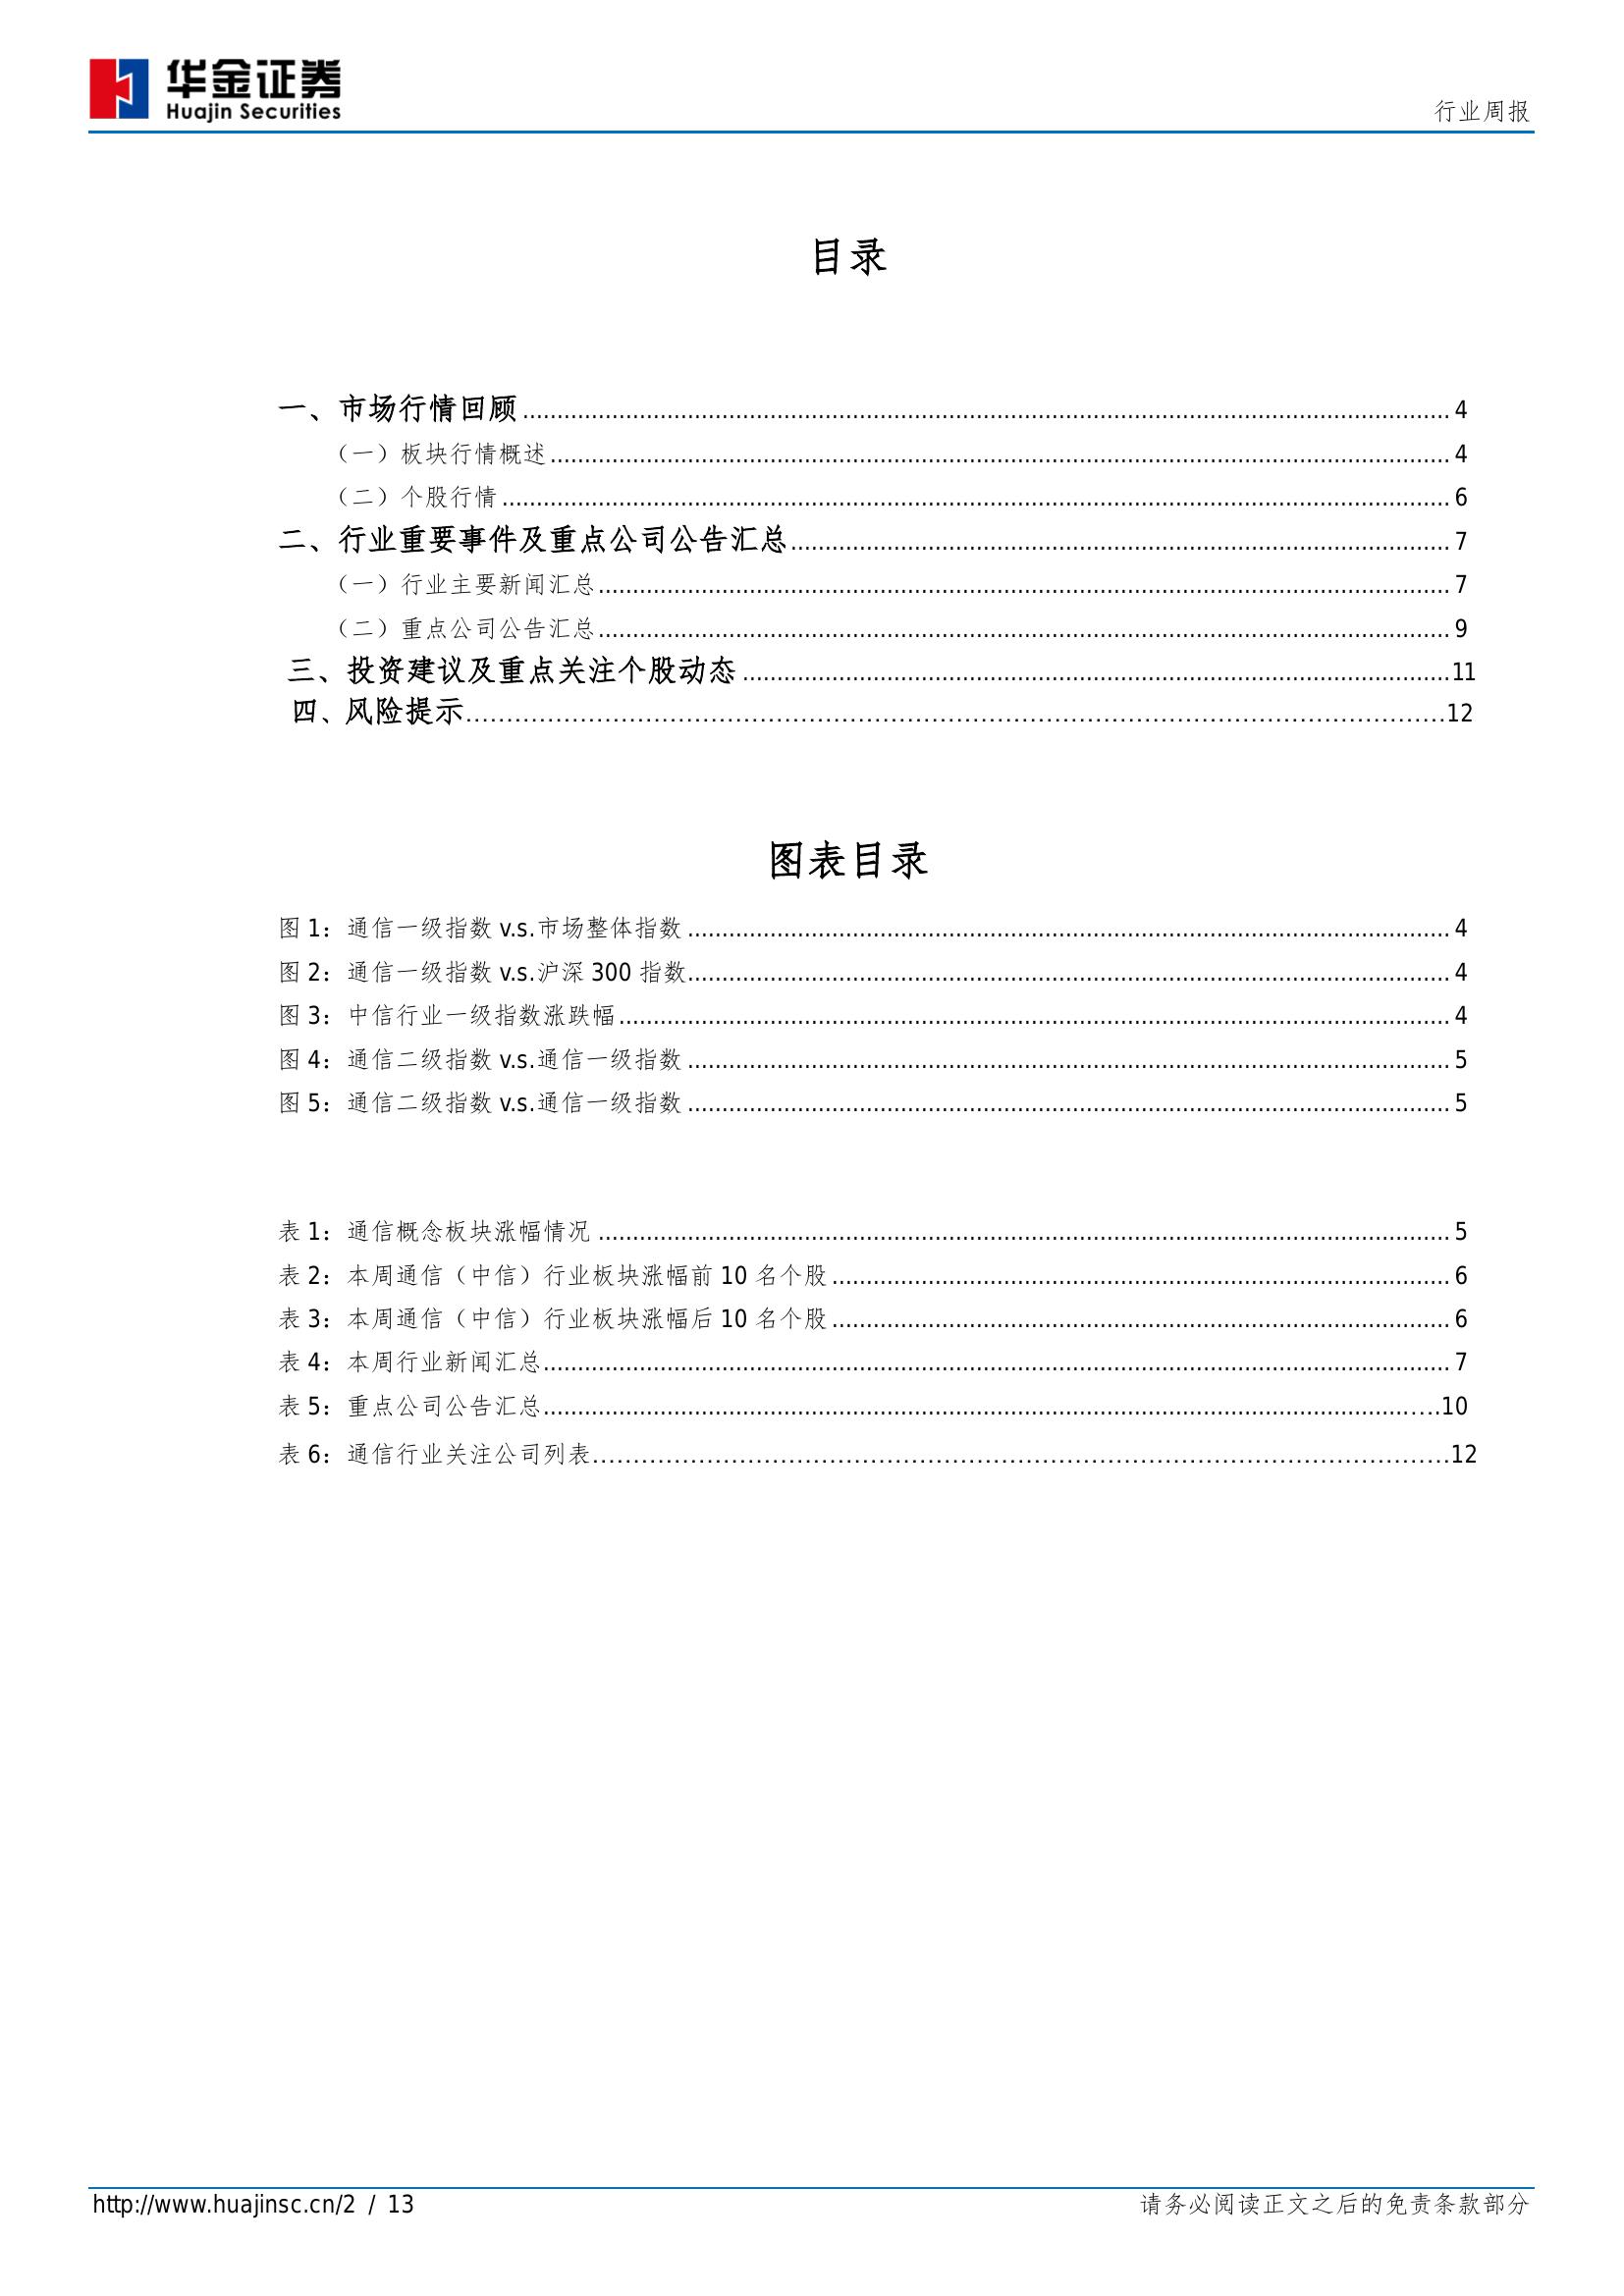 华金证券
Huajin Securities
行业周报
目录
一、市场行情回顾........................................ 4
（一）板块行情概述........................................ 4
（二）个股行情........................................ 6
二、行业重要事件及重点公司公告汇总........................................ 7
（一）行业主要新闻汇总........................................ 7
（二）重点公司公告汇总........................................ 9
三、投资建议及重点关注个股动态........................................ 11
四、风险提示........................................12
图表目录
图 1：通信一级指数 v.s.市场整体指数........................................ 4
图 2：通信一级指数 v.s.沪深 300 指数........................................ 4
图 3：中信行业一级指数涨跌幅........................................ 4
图 4：通信二级指数 v.s.通信一级指数........................................ 5
图 5：通信二级指数 v.s.通信一级指数........................................ 5
表 1：通信概念板块涨幅情况........................................ 5
表 2：本周通信（中信）行业板块涨幅前 10 名个股........................................ 6
表 3：本周通信（中信）行业板块涨幅后 10 名个股........................................ 6
表 4：本周行业新闻汇总........................................ 7
表 5：重点公司公告汇总........................................10
表 6：通信行业关注公司列表........................................12
http://www.huajinsc.cn/2 / 13
请务必阅读正文之后的免责条款部分